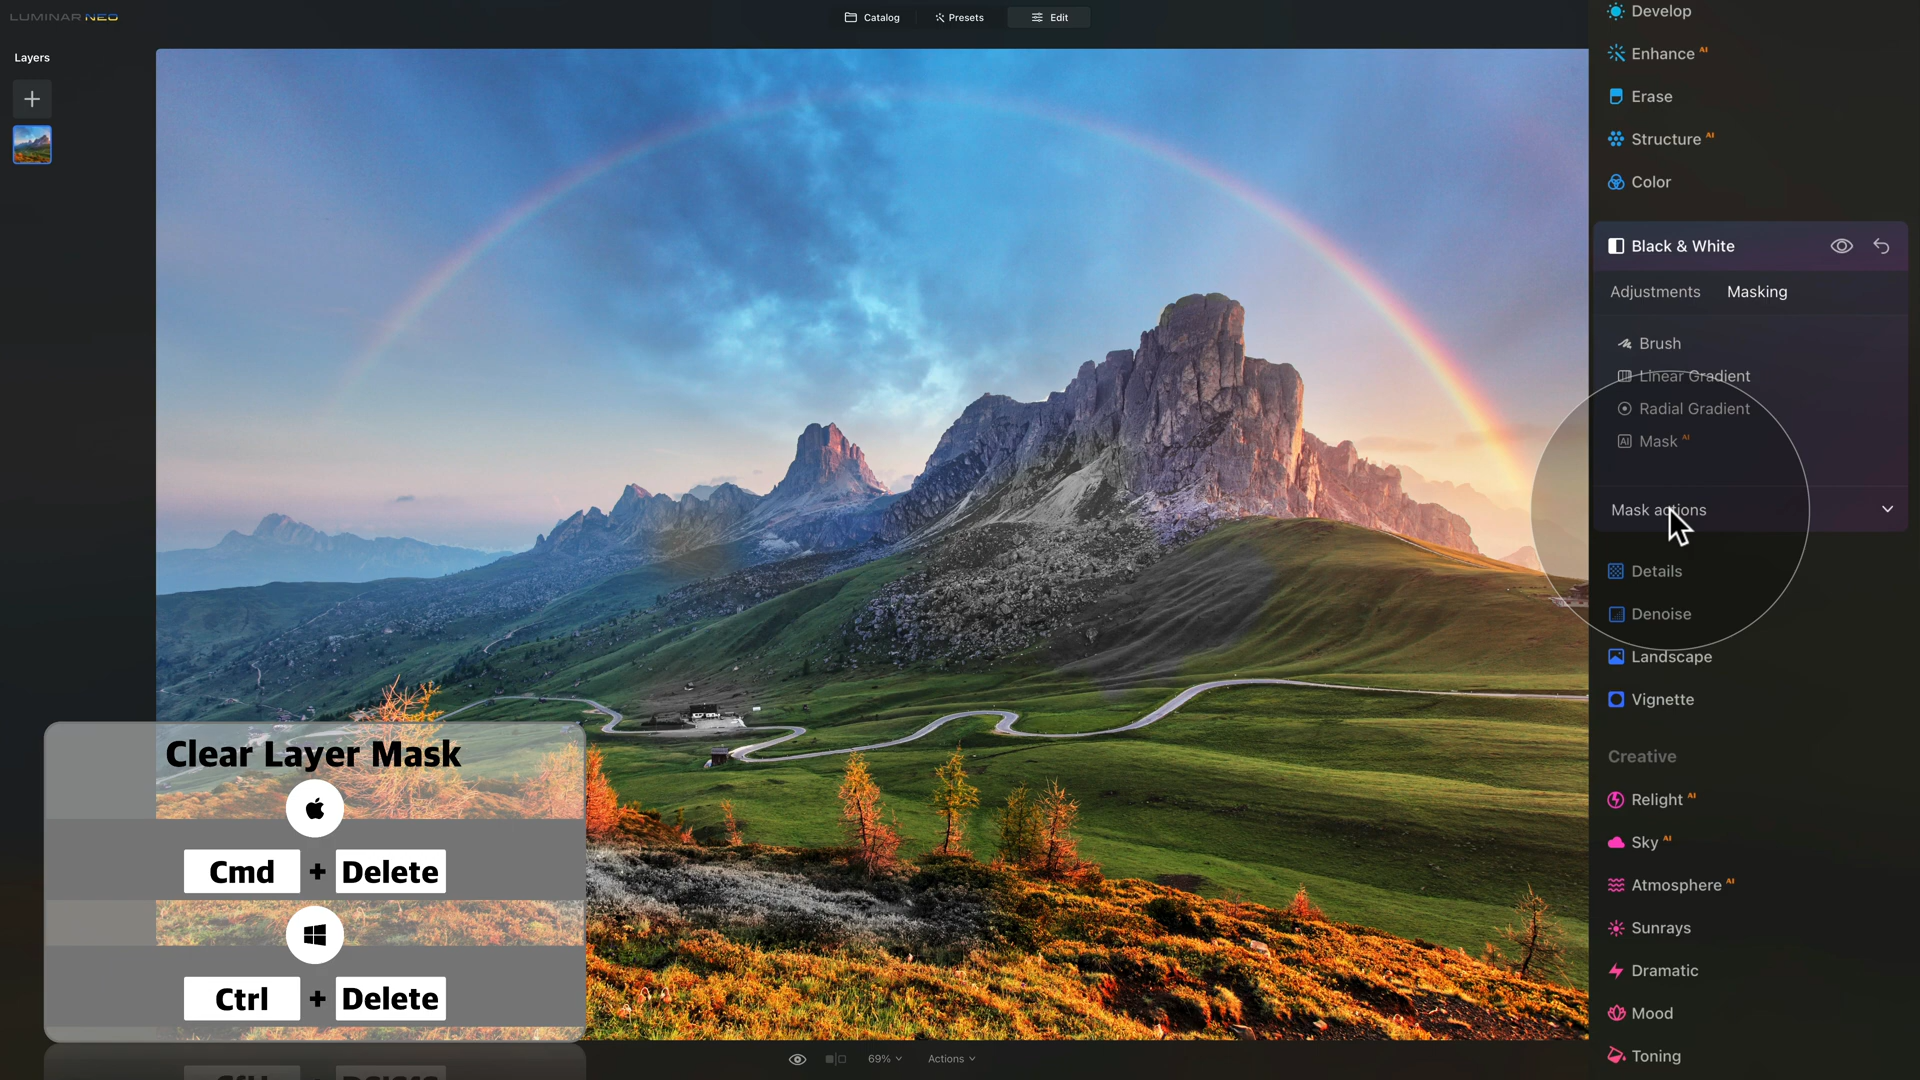 LUMINAR NEO
Catalog
Presets
Edit
Layers
Develop
Enhance AI
Erase
Structure AI
Color
Black & White
Adjustments Masking
Brush
Linear Gradient
Radial Gradient
AI Mask AI
Mask actions
Details
Denoise
Landscape
Vignette
Creative
Relight AI
Sky AI
Atmosphere AI
Sunrays
Dramatic
Mood
Toning
Clear Layer Mask
Cmd + Delete
Ctrl + Delete
69%
Actions